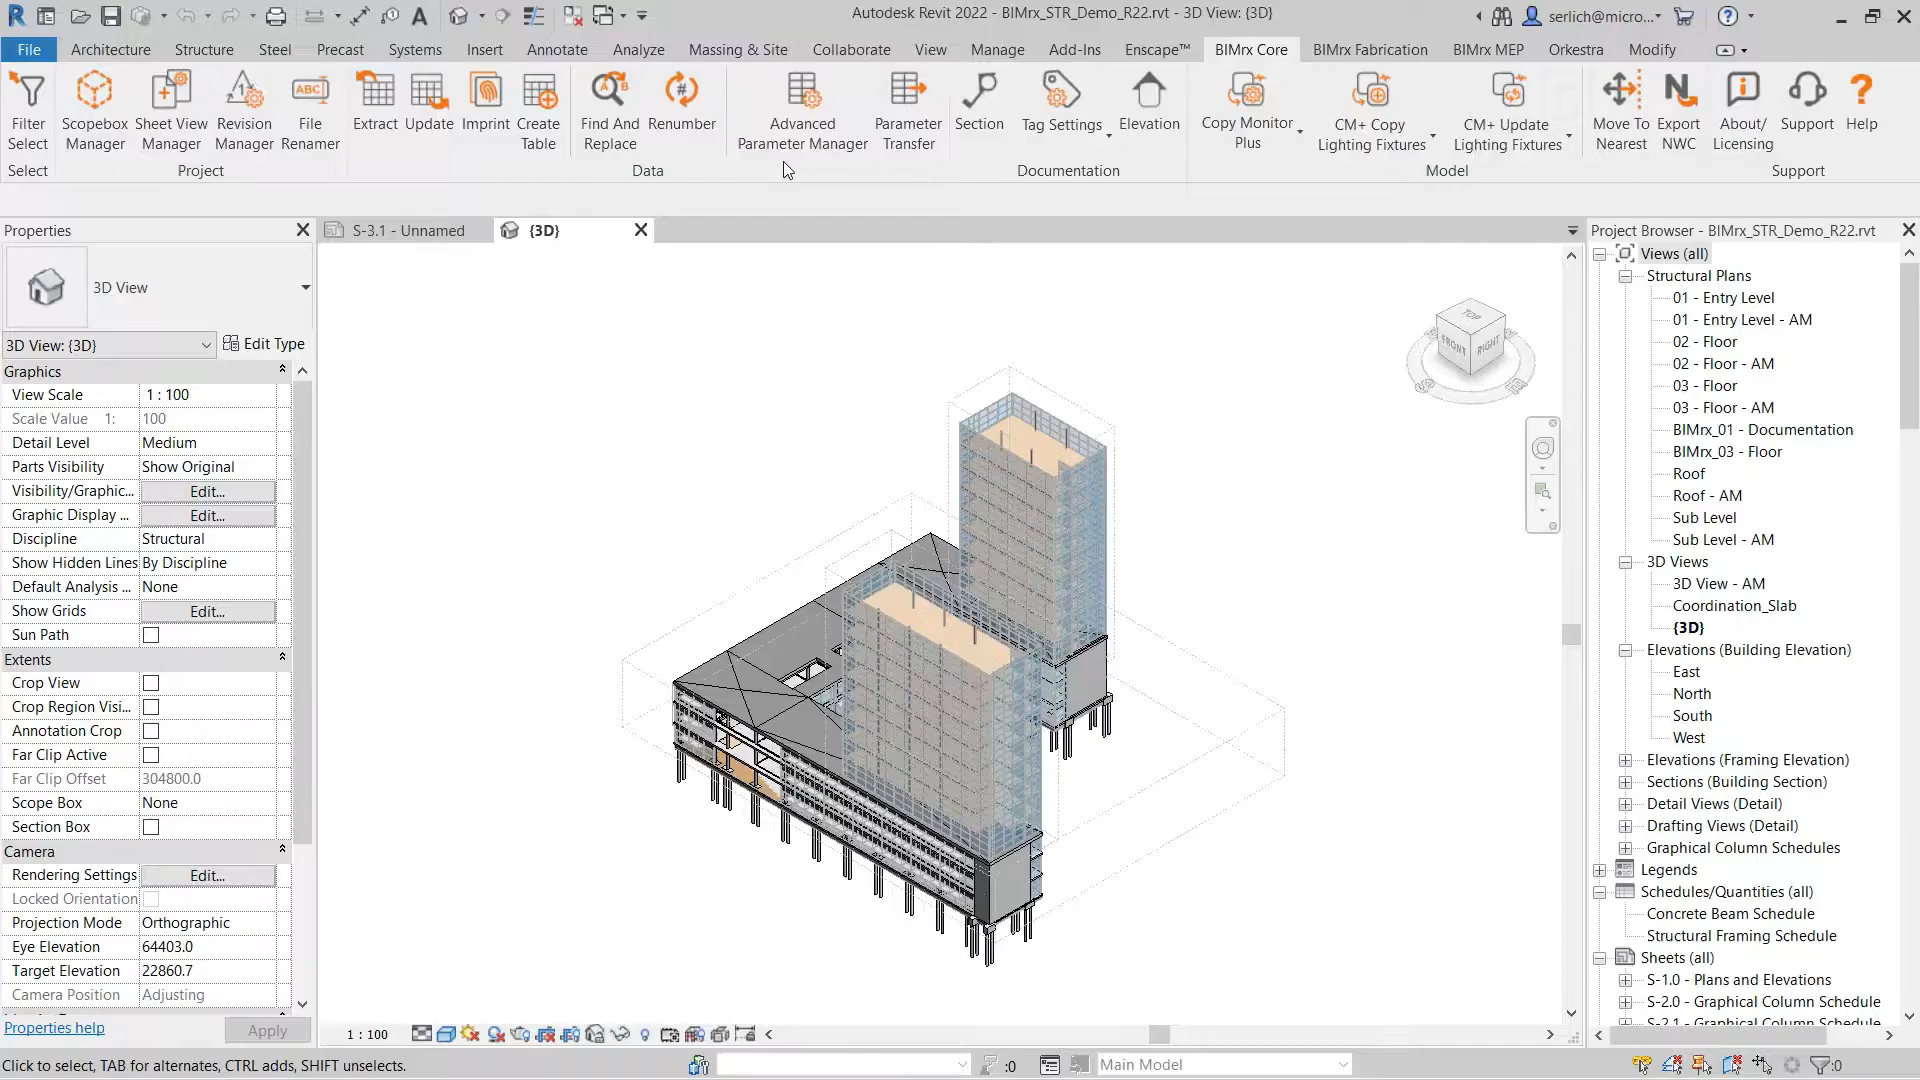 Autodesk Revit 2022 - BIMrx_STR_Demo_R22.rvt - 3D View: {3D}
serlich@micro...
File Architecture Structure Steel Precast Systems Insert Annotate Analyze Massing & Site Collaborate View Manage Add-Ins Enscape™ BIMrx Core BIMrx Fabrication BIMrx MEP Orkestra Modify
Filter Select
Scopebox Manager
Sheet View Manager
Revision Manager
File Renamer
Extract
Update
Imprint
Create Table
Find And Replace
Renumber
Advanced Parameter Manager
Parameter Transfer
Section
Tag Settings
Elevation
Copy Monitor Plus
CM+ Copy Lighting Fixtures
CM+ Update Lighting Fixtures
Move To Nearest
Export NWC
About/ Licensing
Support
Help
Select Project Data Documentation Model Support
Properties
3D View
3D View: {3D}
Edit Type
Graphics
View Scale 1 : 100
Scale Value 1: 100
Detail Level Medium
Parts Visibility Show Original
Visibility/Graphic... Edit...
Graphic Display ... Edit...
Discipline Structural
Show Hidden Lines By Discipline
Default Analysis ... None
Show Grids Edit...
Sun Path
Extents
Crop View
Crop Region Visi...
Annotation Crop
Far Clip Active
Far Clip Offset 304800.0
Scope Box None
Section Box
Camera
Rendering Settings Edit...
Locked Orientation
Projection Mode Orthographic
Eye Elevation 64403.0
Target Elevation 22860.7
Camera Position Adjusting
Properties help
Apply
S-3.1 - Unnamed
{3D}
TOP
FRONT
RIGHT
1 : 100
Project Browser - BIMrx_STR_Demo_R22.rvt
Views (all)
Structural Plans
01 - Entry Level
01 - Entry Level - AM
02 - Floor
02 - Floor - AM
03 - Floor
03 - Floor - AM
BIMrx_01 - Documentation
BIMrx_03 - Floor
Roof
Roof - AM
Sub Level
Sub Level - AM
3D Views
3D View - AM
Coordination_Slab
{3D}
Elevations (Building Elevation)
East
North
South
West
Elevations (Framing Elevation)
Sections (Building Section)
Detail Views (Detail)
Drafting Views (Detail)
Graphical Column Schedules
Legends
Schedules/Quantities (all)
Concrete Beam Schedule
Structural Framing Schedule
Sheets (all)
S-1.0 - Plans and Elevations
S-2.0 - Graphical Column Schedule
S-2.1 - Graphical Column Schedule
Click to select, TAB for alternates, CTRL adds, SHIFT unselects.
:0
Main Model
:0